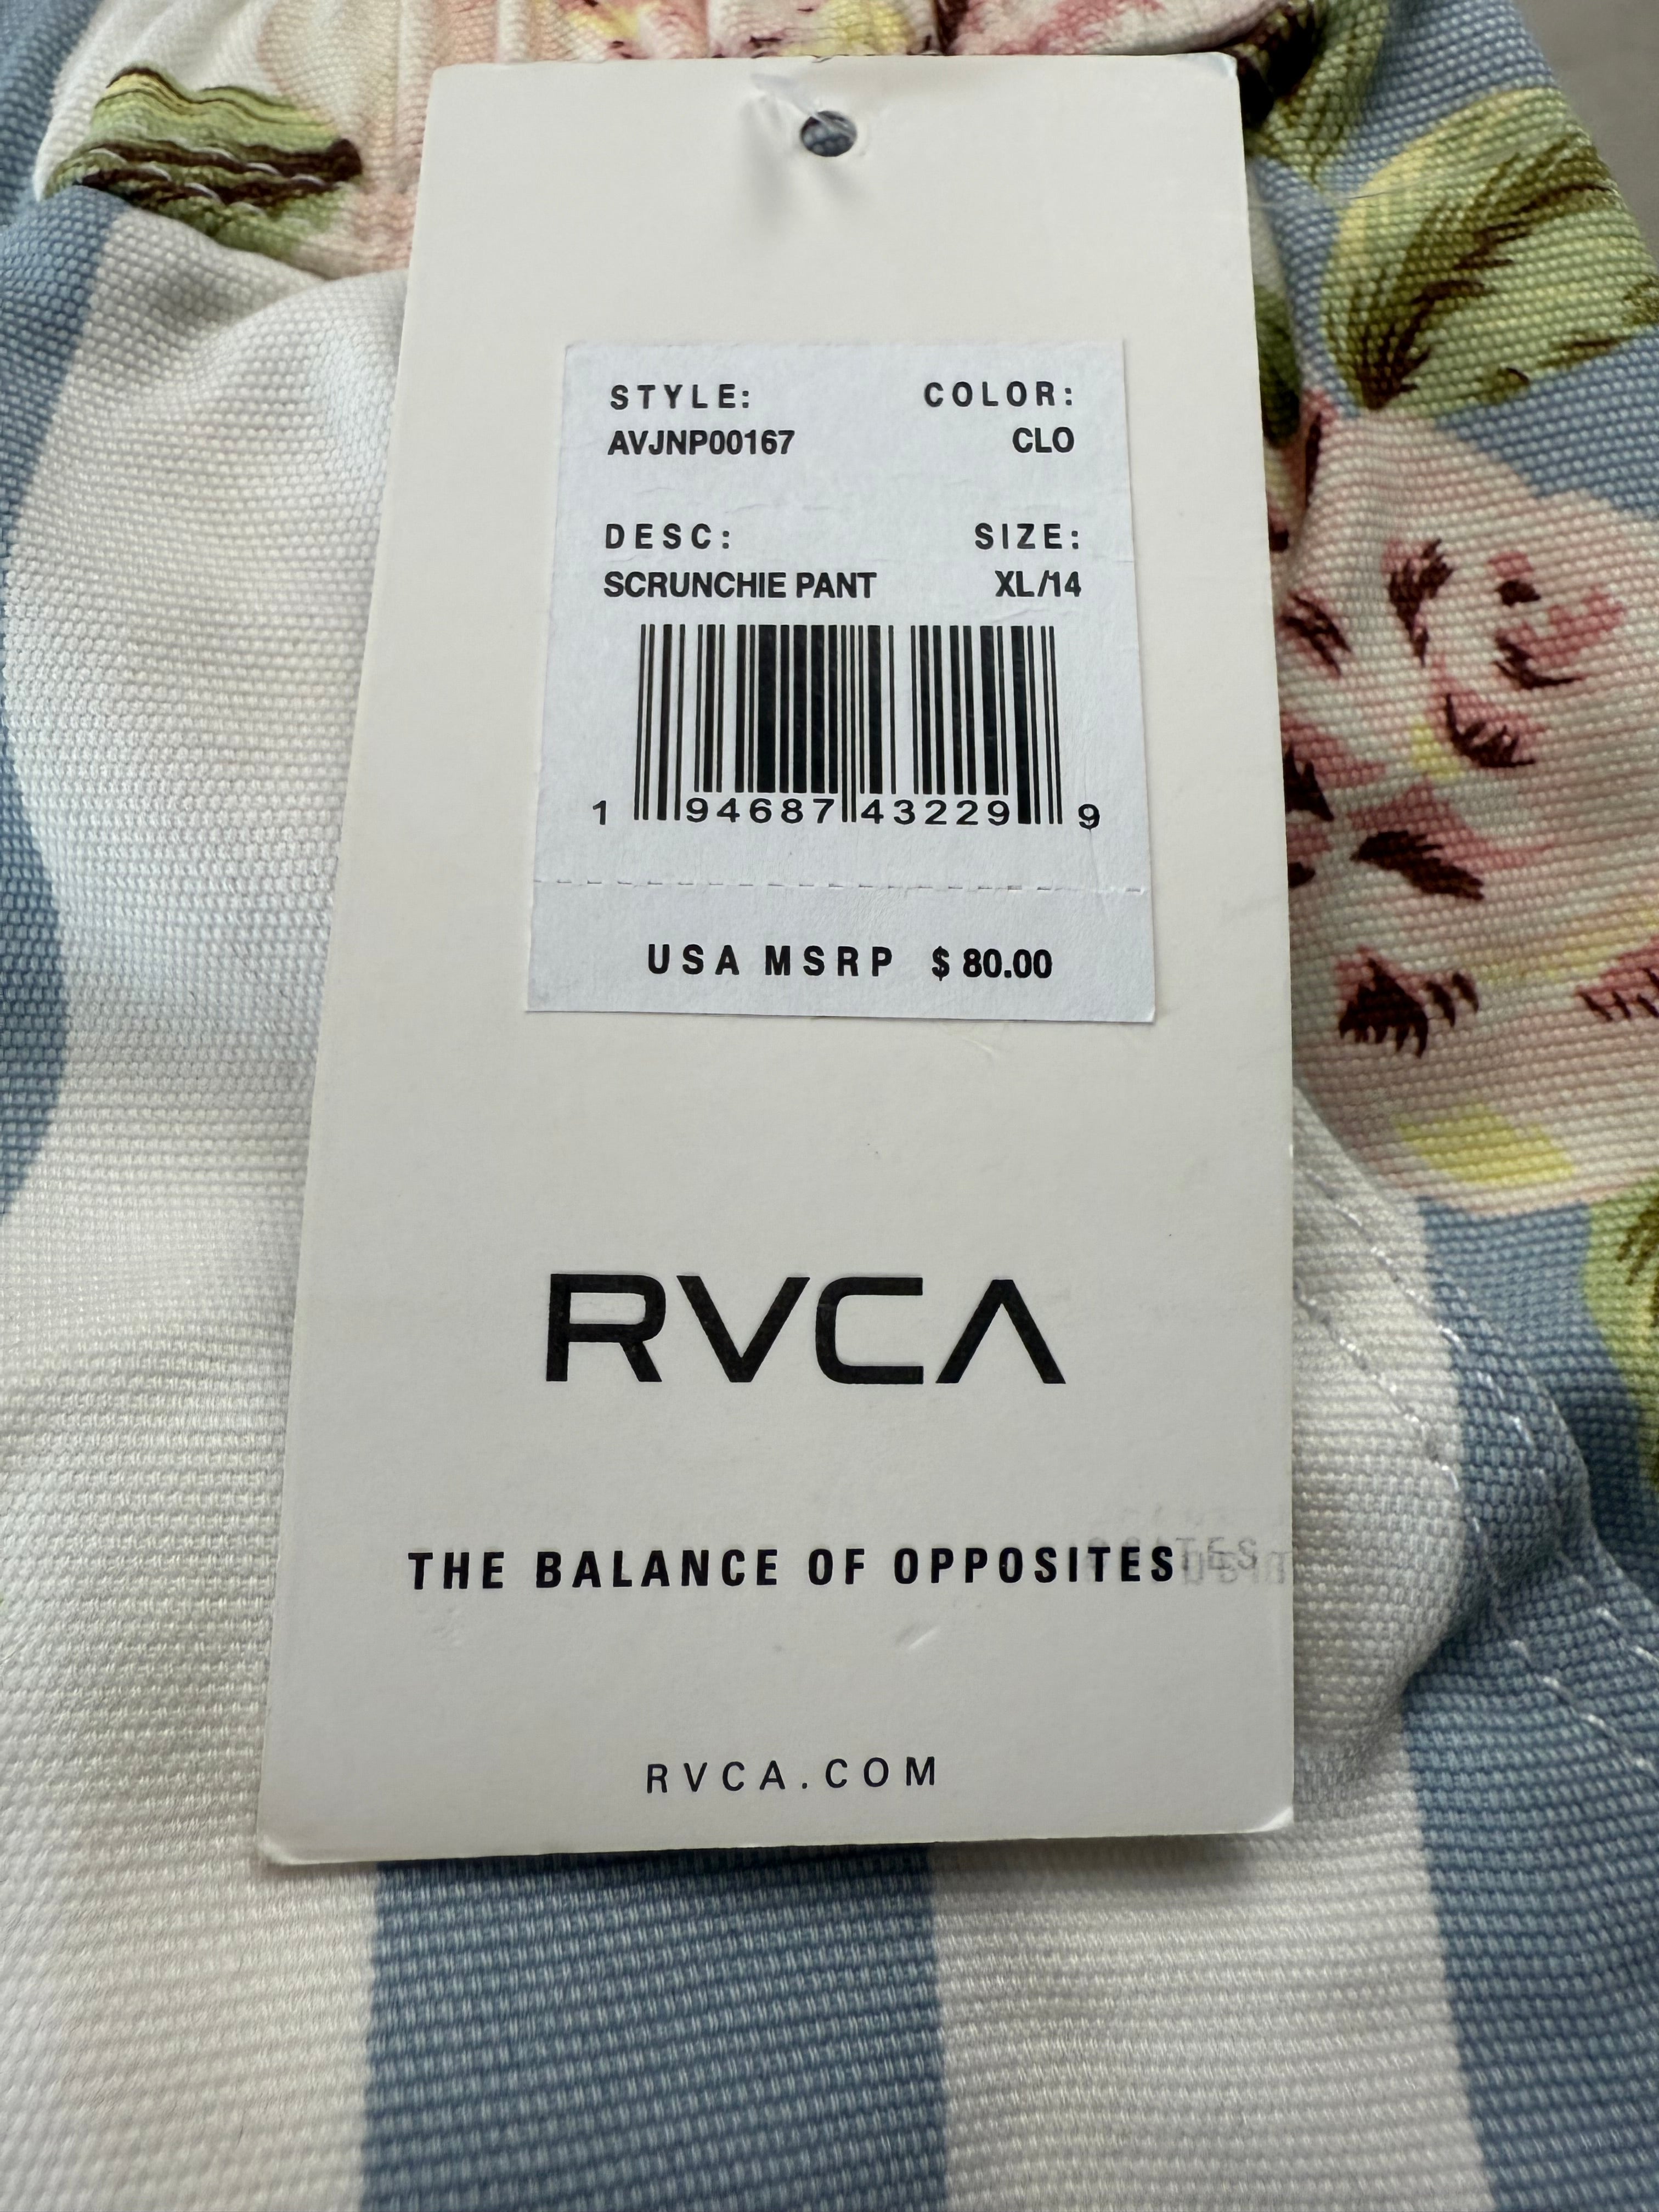 STYLE: COLOR:
AVJNP00167 CLO
DESC: SIZE:
SCRUNCHIE PANT XL/14
1 94687 43229 9
USA MSRP $ 80.00
RVCA
THE BALANCE OF OPPOSITES
RVCA.COM